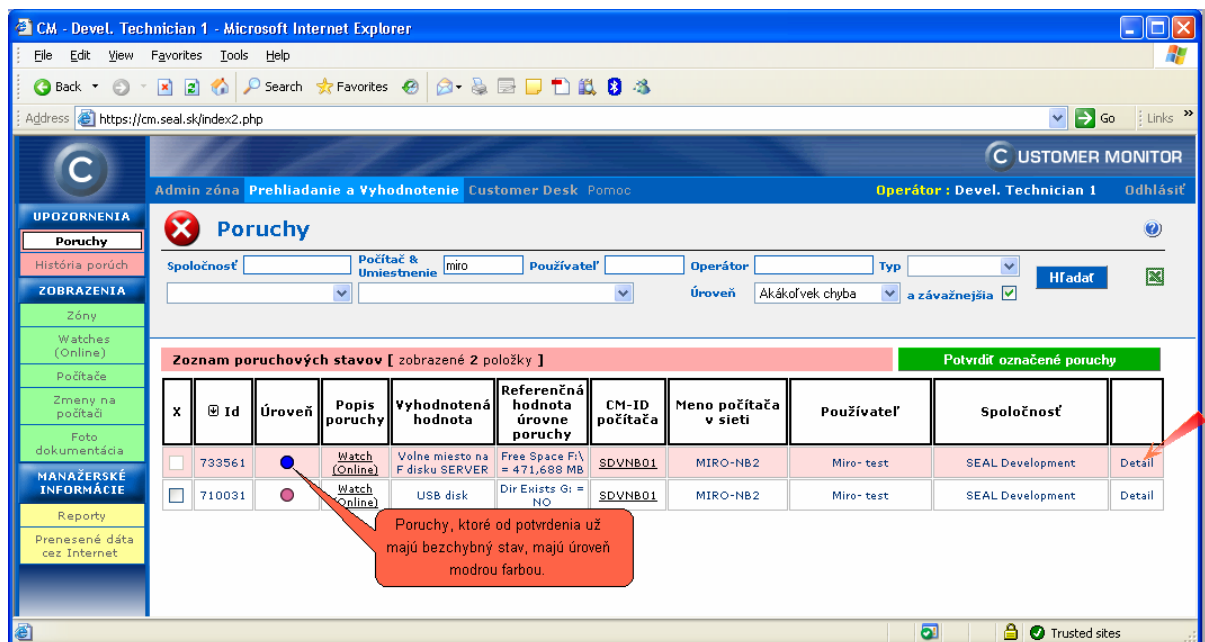 CM - Devel. Technician 1 - Microsoft Internet Explorer
File Edit View Favorites Tools Help
Back Search Favorites
Address https://cm.seal.sk/index2.php Go Links »
C USTOMER MONITOR
Admin zóna Prehliadanie a Vyhodnotenie Customer Desk Pomoc Operátor : Devel. Technician 1 Odhlásiť
UPOZORNENIA
Poruchy
História porúch
ZOBRAZENIA
Zóny
Watches
(Online)
Počítače
Zmeny na
počítači
Foto
dokumentácia
MANAŽERSKÉ
INFORMÁCIE
Reporty
Prenesené dáta
cez Internet
Poruchy
Spoločnosť Počítač &
Umiestnenie miro Používateľ Operátor Typ
Hľadať
Úroveň Akákoľvek chyba a závažnejšia
Zoznam poruchových stavov [ zobrazené 2 položky ] Potvrdiť označené poruchy
X Id Úroveň Popis
poruchy Vyhodnotená
hodnota Referenčná
hodnota
úrovne
poruchy CM-ID
počítača Meno počítača
v sieti Používateľ Spoločnosť
733561 Watch
(Online) Volne miesto na
F disku SERVER Free Space F:\
= 471,688 MB SDVNB01 MIRO-NB2 Miro- test SEAL Development Detail
710031 Watch
(Online) USB disk Dir Exists G: =
NO SDVNB01 MIRO-NB2 Miro- test SEAL Development Detail
Poruchy, ktoré od potvrdenia už
majú bezchybný stav, majú úroveň
modrou farbou.
Trusted sites